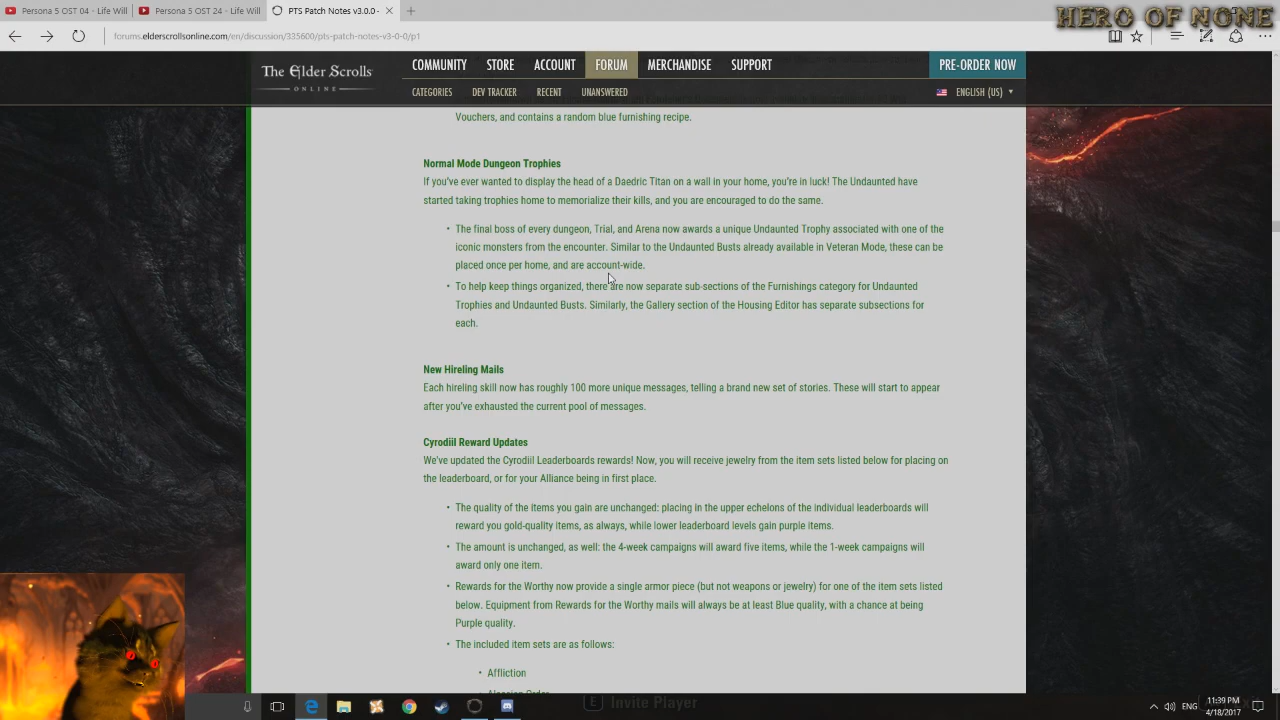 Persona 5 OST 04 - Life Will
Persona 5 OST 24 - Life Will
PTS Patch Notes v3.0.0 -
HERO OF NONE
forums.elderscrollsonline.com/en/discussion/335600/pts-patch-notes-v3-0-0/p1
The Elder Scrolls
ONLINE
COMMUNITY STORE ACCOUNT FORUM MERCHANDISE SUPPORT PRE-ORDER NOW
CATEGORIES DEV TRACKER RECENT UNANSWERED ENGLISH (US)
Vouchers, and contains a random blue furnishing recipe.
Normal Mode Dungeon Trophies
If you've ever wanted to display the head of a Daedric Titan on a wall in your home, you're in luck! The Undaunted have
started taking trophies home to memorialize their kills, and you are encouraged to do the same.
• The final boss of every dungeon, Trial, and Arena now awards a unique Undaunted Trophy associated with one of the
iconic monsters from the encounter. Similar to the Undaunted Busts already available in Veteran Mode, these can be
placed once per home, and are account-wide.
• To help keep things organized, there are now separate sub-sections of the Furnishings category for Undaunted
Trophies and Undaunted Busts. Similarly, the Gallery section of the Housing Editor has separate subsections for
each.
New Hireling Mails
Each hireling skill now has roughly 100 more unique messages, telling a brand new set of stories. These will start to appear
after you've exhausted the current pool of messages.
Cyrodiil Reward Updates
We've updated the Cyrodiil Leaderboards rewards! Now, you will receive jewelry from the item sets listed below for placing on
the leaderboard, or for your Alliance being in first place.
• The quality of the items you gain are unchanged: placing in the upper echelons of the individual leaderboards will
reward you gold-quality items, as always, while lower leaderboard levels gain purple items.
• The amount is unchanged, as well: the 4-week campaigns will award five items, while the 1-week campaigns will
award only one item.
• Rewards for the Worthy now provide a single armor piece (but not weapons or jewelry) for one of the item sets listed
below. Equipment from Rewards for the Worthy mails will always be at least Blue quality, with a chance at being
Purple quality.
• The included item sets are as follows:
• Affliction
E Invite Player
ENG
11:39 PM
4/18/2017